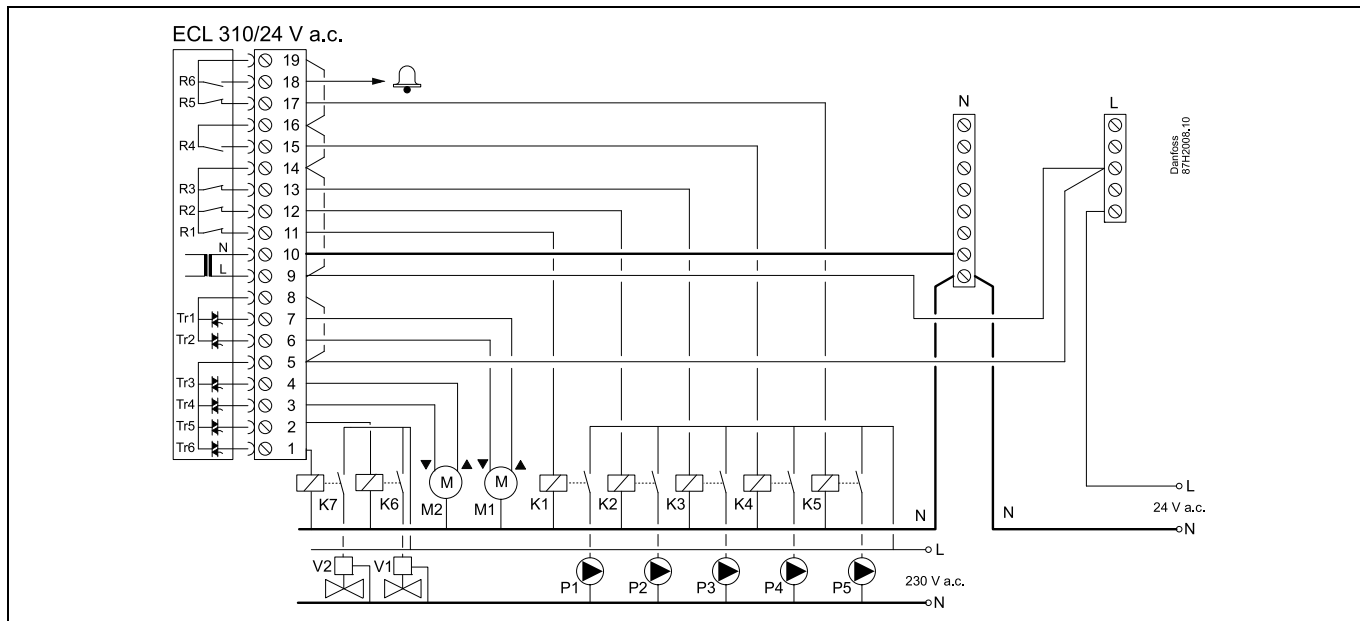 ECL 310/24 V a.c.
19
R6 18
R5 17
16
R4 15
14
R3 13
R2 12
R1 11
N 10
L 9
8
Tr1 7
Tr2 6
5
Tr3 4
Tr4 3
Tr5 2
Tr6 1
N
L
Danfoss
87H2008.10
K7 K6 M M K1 K2 K3 K4 K5
M2 M1
L
24 V a.c.
N N N
L
V2 V1 P1 P2 P3 P4 P5
230 V a.c.
N